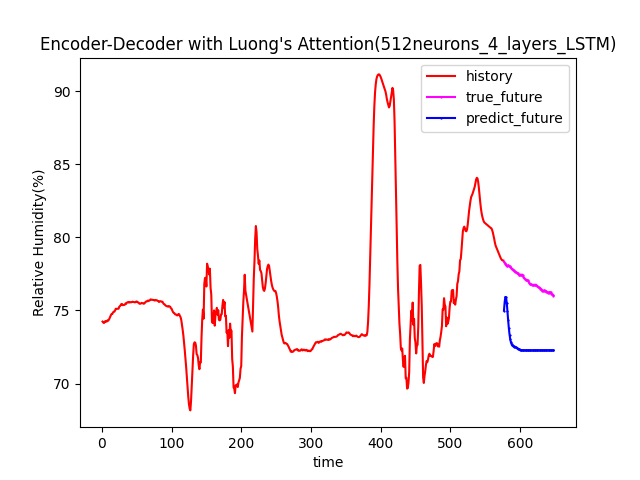 Encoder-Decoder with Luong's Attention(512neurons_4_layers_LSTM)
history
true_future
predict_future
Relative Humidity(%)
90
85
80
75
70
0 100 200 300 400 500 600
time